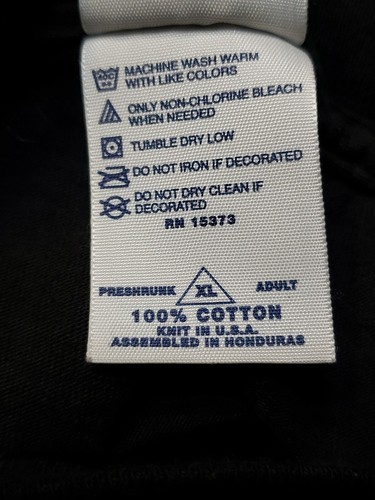 40C
MACHINE WASH WARM
WITH LIKE COLORS
ONLY NON-CHLORINE BLEACH
WHEN NEEDED
TUMBLE DRY LOW
DO NOT IRON IF DECORATED
DO NOT DRY CLEAN IF
DECORATED
RN 15373
PRESHRUNK XL ADULT
100% COTTON
KNIT IN U.S.A.
ASSEMBLED IN HONDURAS